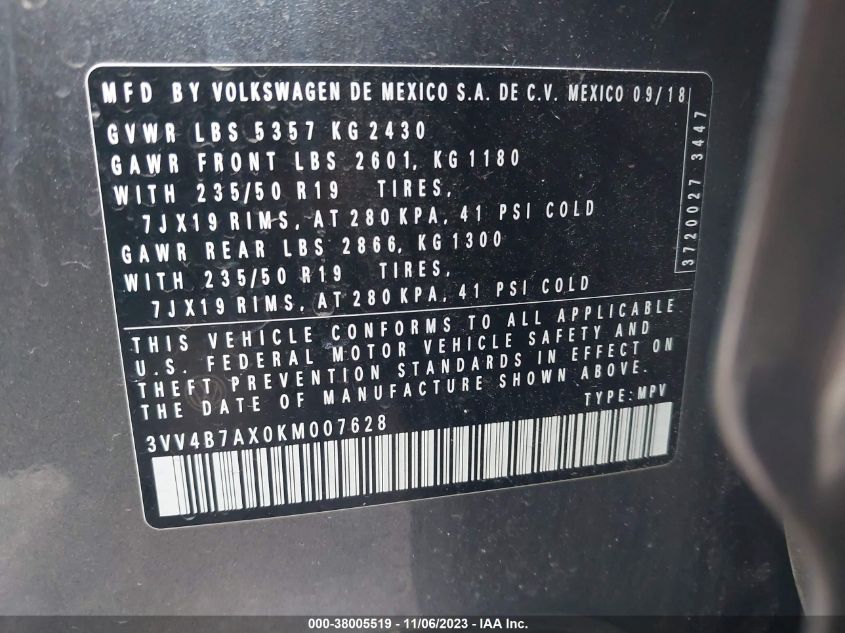 MFD BY VOLKSWAGEN DE MEXICO S.A. DE C.V. MEXICO 09/18
GVWR LBS 5357 KG 2430
GAWR FRONT LBS 2601, KG 1180
WITH 235/50 R19 TIRES,
7JX19 RIMS, AT 280 KPA, 41 PSI COLD
GAWR REAR LBS 2866, KG 1300
WITH 235/50 R19 TIRES,
7JX19 RIMS, AT 280 KPA, 41 PSI COLD
3720027 3447
THIS VEHICLE CONFORMS TO ALL APPLICABLE
U.S. FEDERAL MOTOR VEHICLE SAFETY AND
THEFT PREVENTION STANDARDS IN EFFECT ON
THE DATE OF MANUFACTURE SHOWN ABOVE.
TYPE: MPV
3VV4B7AX0KM007628
000-38005519 - 11/06/2023 - IAA Inc.